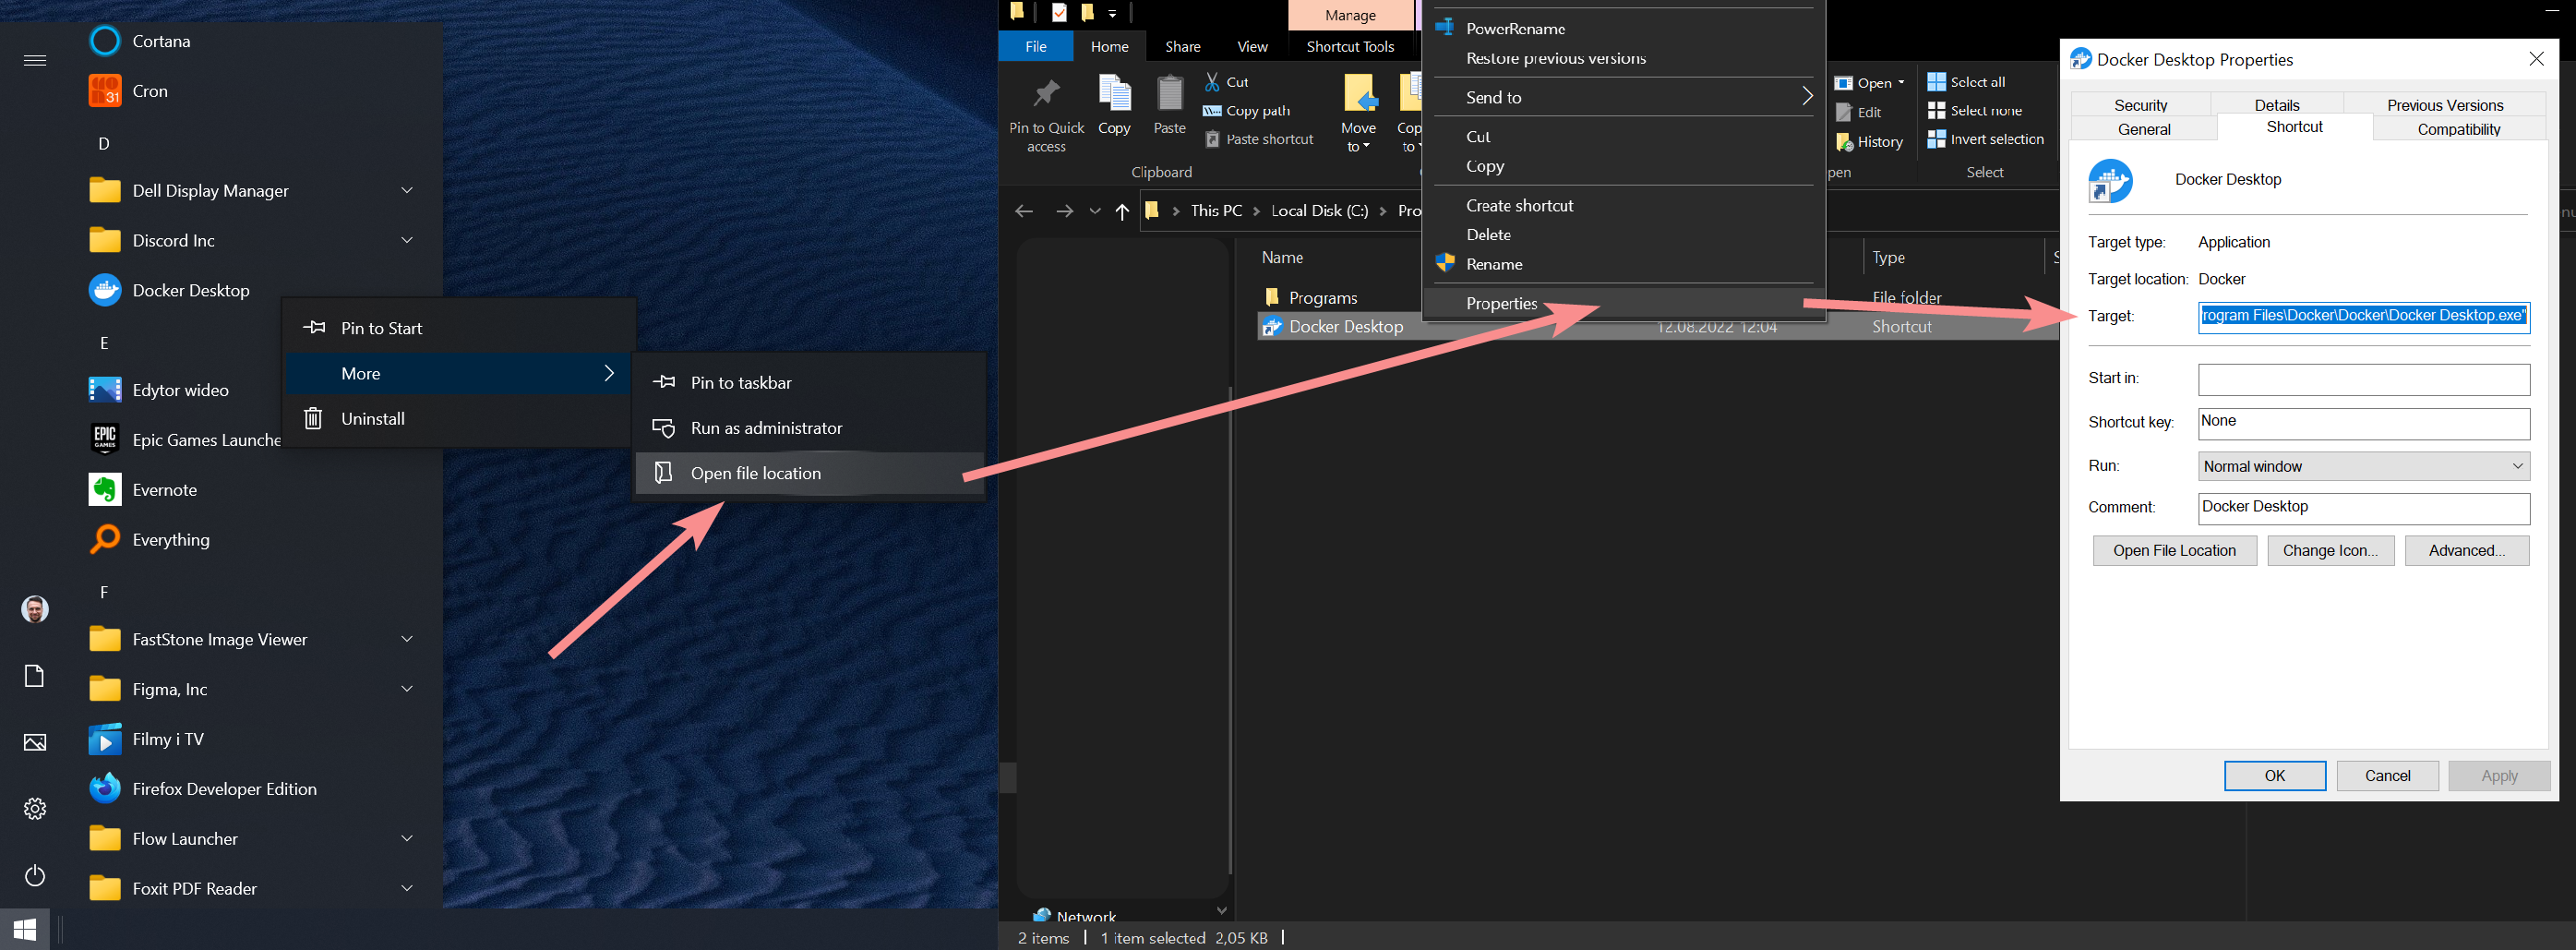 Cortana
Cron
31
D
Dell Display Manager
Discord Inc
Docker Desktop
E
Edytor wideo
EPIC
GAMES
Epic Games Launche
Evernote
Everything
F
FastStone Image Viewer
Figma, Inc
Filmy i TV
Firefox Developer Edition
Flow Launcher
Foxit PDF Reader
Pin to Start
More
Uninstall
Pin to taskbar
Run as administrator
Open file location
Manage
File
Home
Share
View
Shortcut Tools
Pin to Quick access
Copy
Paste
Cut
Copy path
Paste shortcut
Clipboard
Move to
Cop
to
Open
Edit
History
pen
Select all
Select none
Invert selection
Select
This PC
Local Disk (C:)
Pro
Name
Type
S
Programs
File folder
Docker Desktop
12.08.2022 12:04
Shortcut
Network
2 items
1 item selected 2,05 KB
PowerRename
Restore previous versions
Send to
Cut
Copy
Create shortcut
Delete
Rename
Properties
Docker Desktop Properties
Security
Details
Previous Versions
General
Shortcut
Compatibility
Docker Desktop
Target type: Application
Target location: Docker
Target: rogram Files\Docker\Docker\Docker Desktop.exe"
Start in:
Shortcut key: None
Run: Normal window
Comment: Docker Desktop
Open File Location
Change Icon...
Advanced...
OK
Cancel
Apply